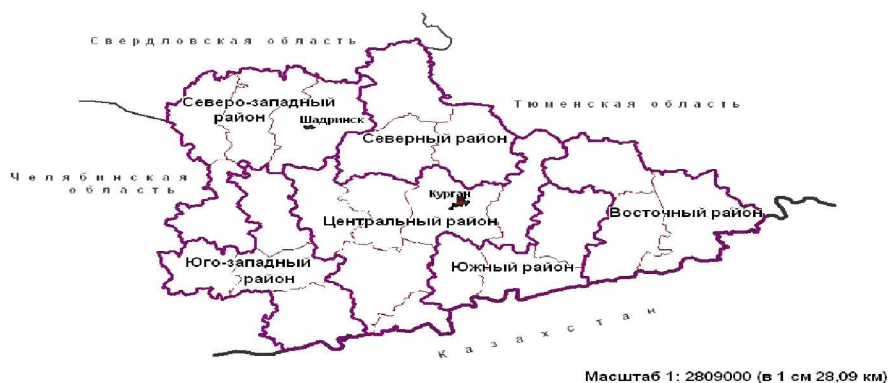 Свердловская область
Северо-западный
район
Шадринск
Тюменская область
Северный район
Челябинская
область
Курган
Центральный район
Восточный район
Юго-западный
район
Южный район
Казахстан
Масштаб 1: 2809000 (в 1 см 28,09 км)